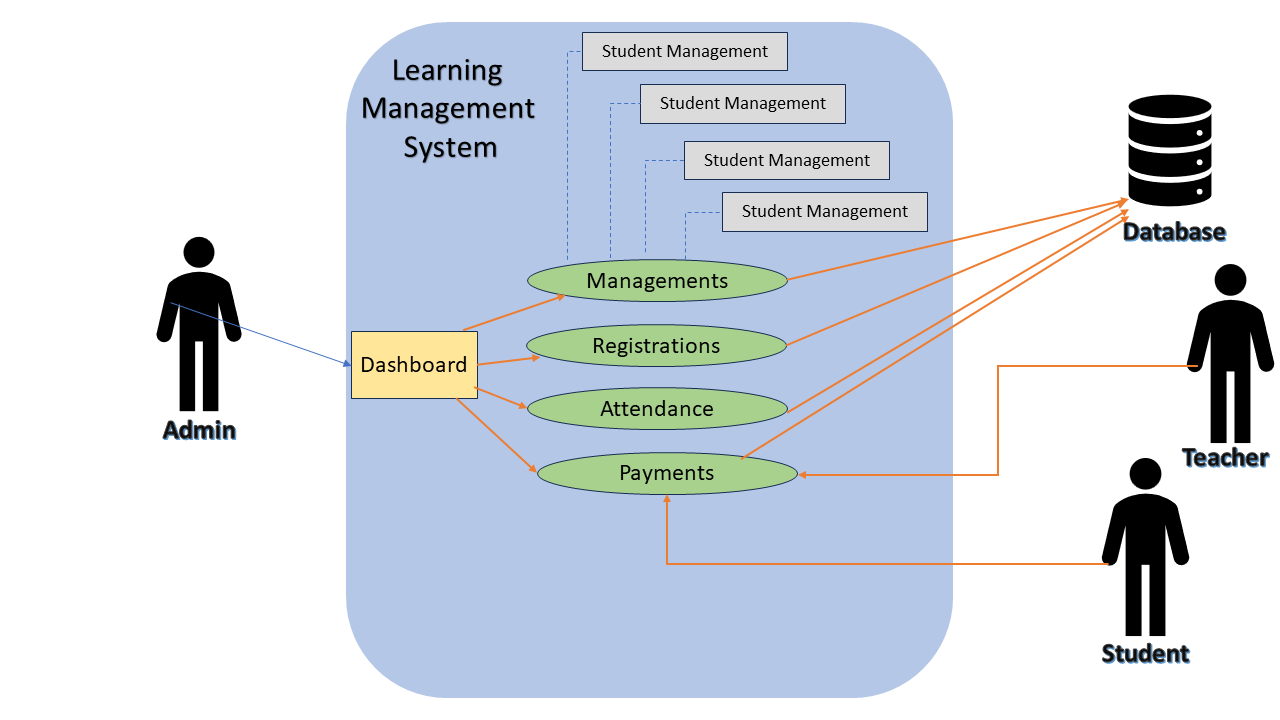 Learning
Management
System
Student Management
Student Management
Student Management
Student Management
Managements
Registrations
Attendance
Payments
Dashboard
Admin
Database
Teacher
Student